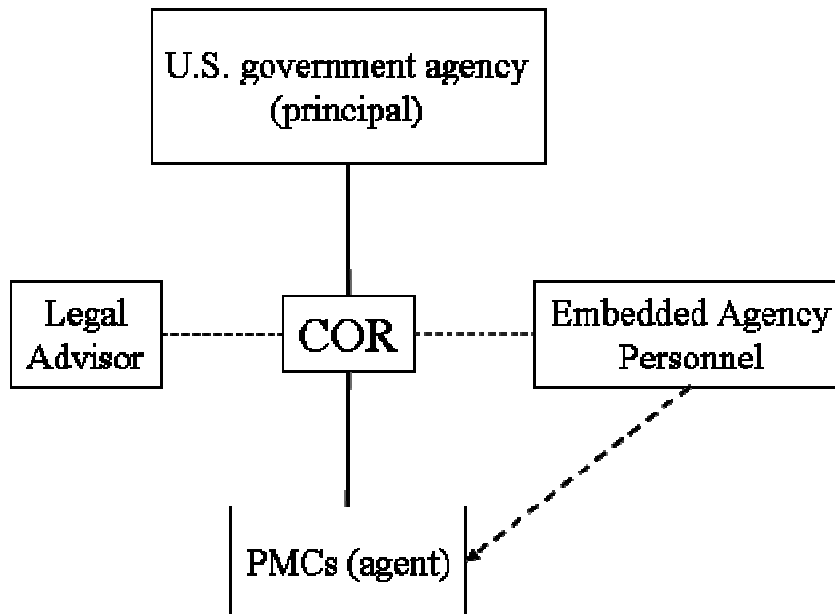 U.S. government agency
(principal)
Legal
Advisor
COR
Embedded Agency
Personnel
PMCs (agent)